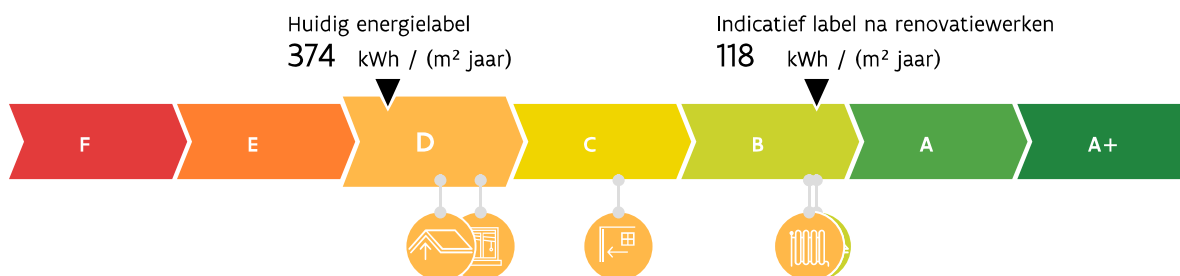 Huidig energielabel
374 kWh / (m² jaar)
Indicatief label na renovatiewerken
118 kWh / (m² jaar)
F E D C B A A+